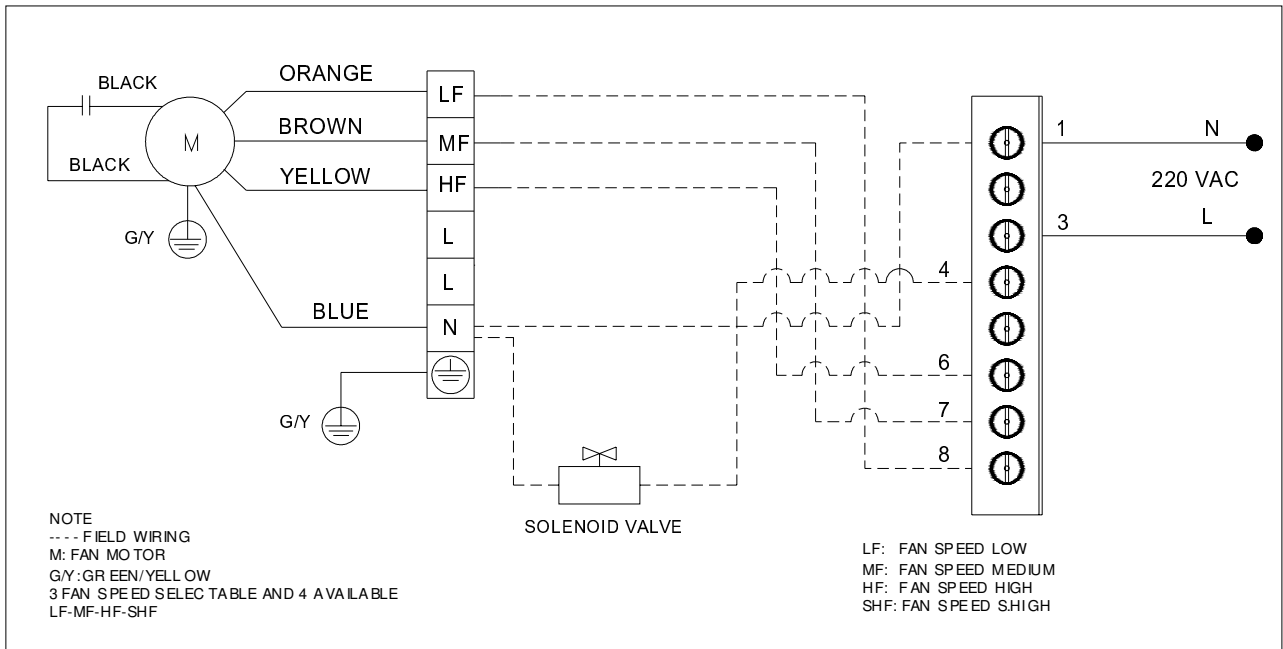 BLACK
ORANGE
LF
M
BROWN
MF
BLACK
YELLOW
HF
G/Y
L
L
BLUE
N
G/Y
1
N
220 VAC
3
L
4
6
7
8
SOLENOID VALVE
NOTE
---- FIELD WIRING
M: FAN MOTOR
G/Y:GREEN/YELLOW
3 FAN SPEED SELECTABLE AND 4 AVAILABLE
LF-MF-HF-SHF
LF: FAN SPEED LOW
MF: FAN SPEED MEDIUM
HF: FAN SPEED HIGH
SHF: FAN SPEED S.HIGH